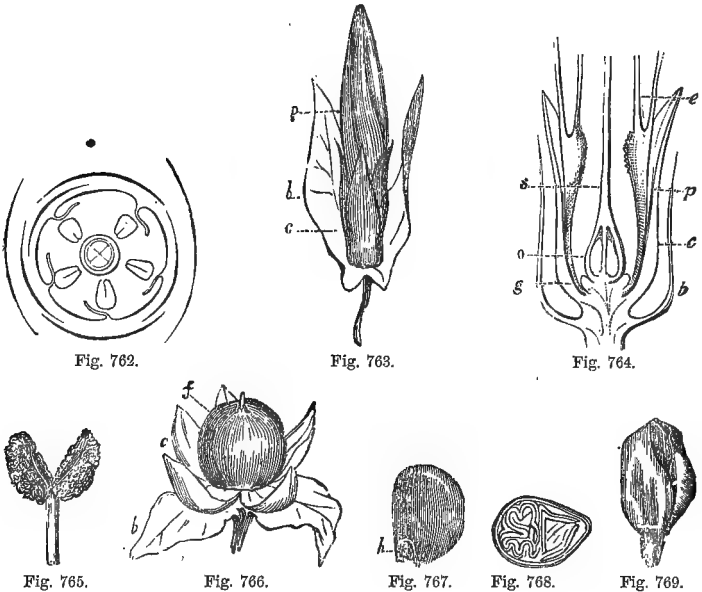 p
b
c
e
s
p
c
o
g
b
Fig. 762.
Fig. 763.
Fig. 764.
f
c
b
h
Fig. 765.
Fig. 766.
Fig. 767.
Fig. 768.
Fig. 769.